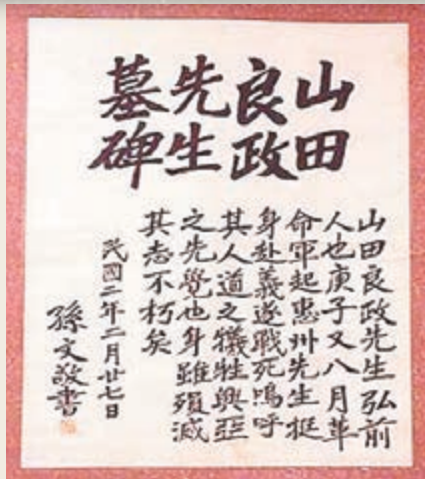 山田
良政
先生
墓碑
山田良政先生弘前
人也庚子又八月革
命軍起惠州先生挺
身赴義遂戰死嗚呼
其人道之犧牲興亞
之先覺也身雖殞滅
其志不朽矣
民國二年二月廿七日
孫文敬書